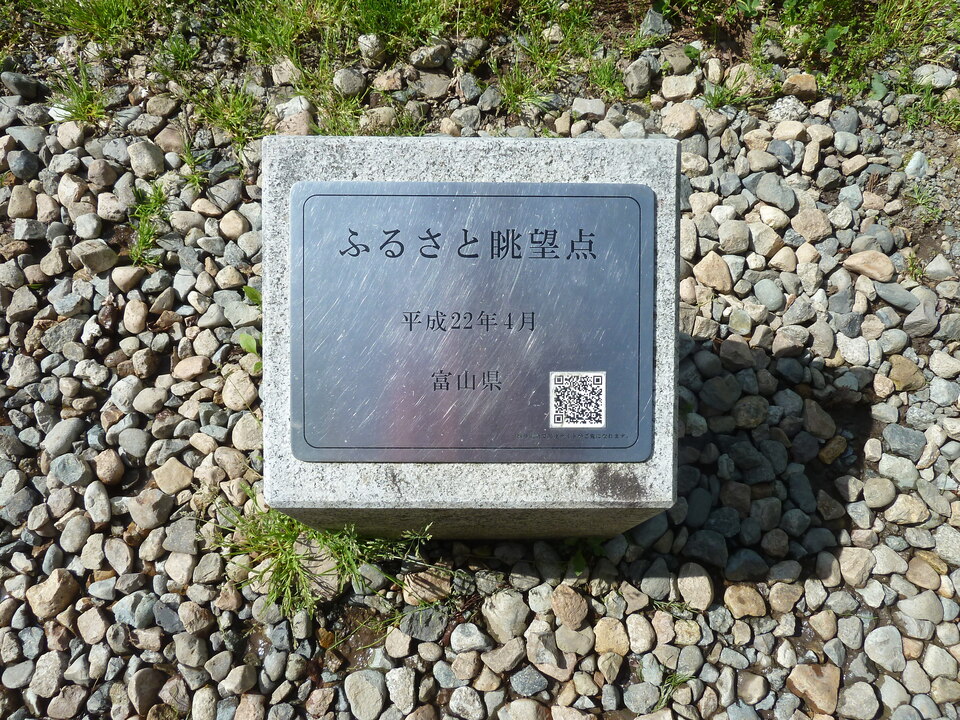 ふるさと眺望点
平成22年4月
富山県